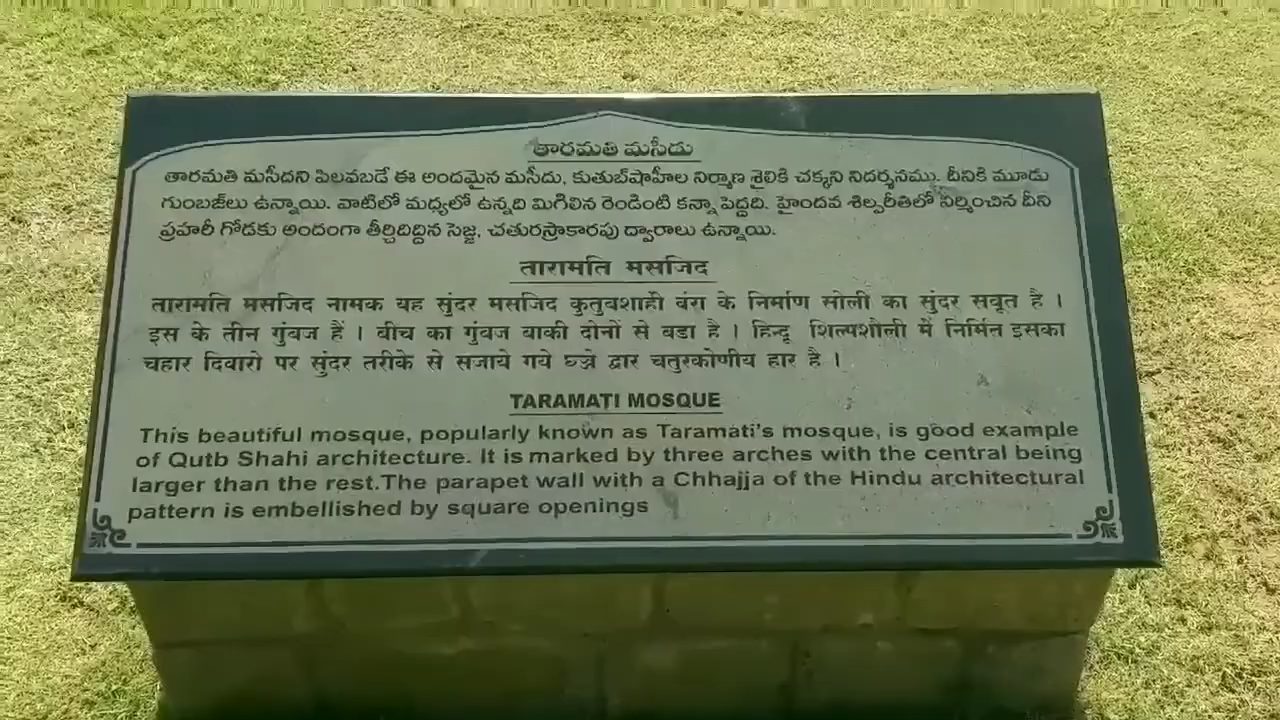 తారమతి మసీదు
తారమతి మసీదని పిలవబడే ఈ అందమైన మసీదు, కుతుబ్‌షాహీల నిర్మాణ శైలికి చక్కని నిదర్శనము. దీనికి మూడు
గుంబజ్‌లు ఉన్నాయి. వాటిలో మధ్యలో ఉన్నది మిగిలిన రెండింటి కన్నా పెద్దది. హైందవ శిల్పరీతిలో నిర్మించిన దీని
ప్రహరీ గోడకు అందంగా తీర్చిదిద్దిన సెజ్జ, చతురస్రాకారపు ద్వారాలు ఉన్నాయి.
तारामति मसजिद
तारामति मसजिद नामक यह सुंदर मसजिद कुतुबशाही वंश के निर्माण सोली का सुंदर सबूत है ।
इस के तीन गुंबज हैं । बीच का गुंबज बाकी दोनों से बडा है । हिन्दू शिल्पशौली में निर्मित इसका
चहार दिवारो पर सुंदर तरीके से सजाये गये छज्जे द्वार चतुरकोणीय हार है ।
TARAMATI MOSQUE
This beautiful mosque, popularly known as Taramati's mosque, is good example
of Qutb Shahi architecture. It is marked by three arches with the central being
larger than the rest.The parapet wall with a Chhajja of the Hindu architectural
pattern is embellished by square openings